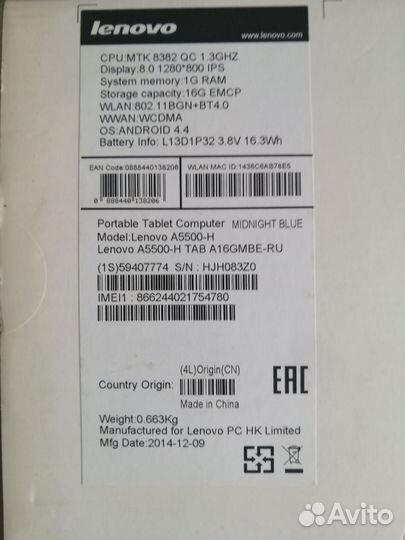 lenovo
www.lenovo.com
CPU:MTK 8382 QC 1.3GHZ
Display:8.0 1280*800 IPS
System memory:1G RAM
Storage capacity:16G EMCP
WLAN:802.11BGN+BT4.0
WWAN:WCDMA
OS:ANDROID 4.4
Battery Info: L13D1P32 3.8V 16.3Wh
EAN Code:0888440138206
WLAN MAC ID:1436C6AB78E5
0 888440 138206
Portable Tablet Computer MIDNIGHT BLUE
Model:Lenovo A5500-H
Lenovo A5500-H TAB A16GMBE-RU
(1S)59407774 S/N : HJH083Z0
IMEI1 : 866244021754780
(4L)Origin(CN)
Country Origin:
Made in China
EAC
Weight:0.663Kg
Manufactured for Lenovo PC HK Limited
Mfg Date:2014-12-09
Avito